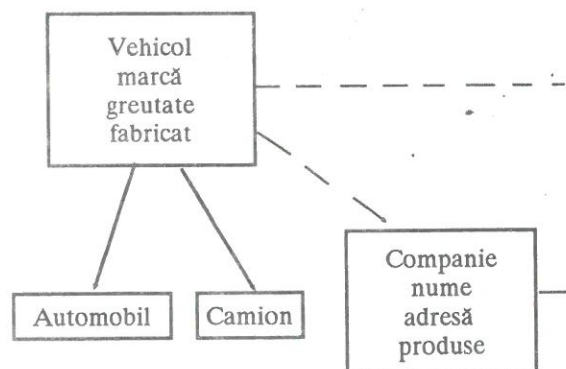 Vehicol
marcă
greutate
fabricat
Automobil
Camion
Companie
nume
adresă
produse